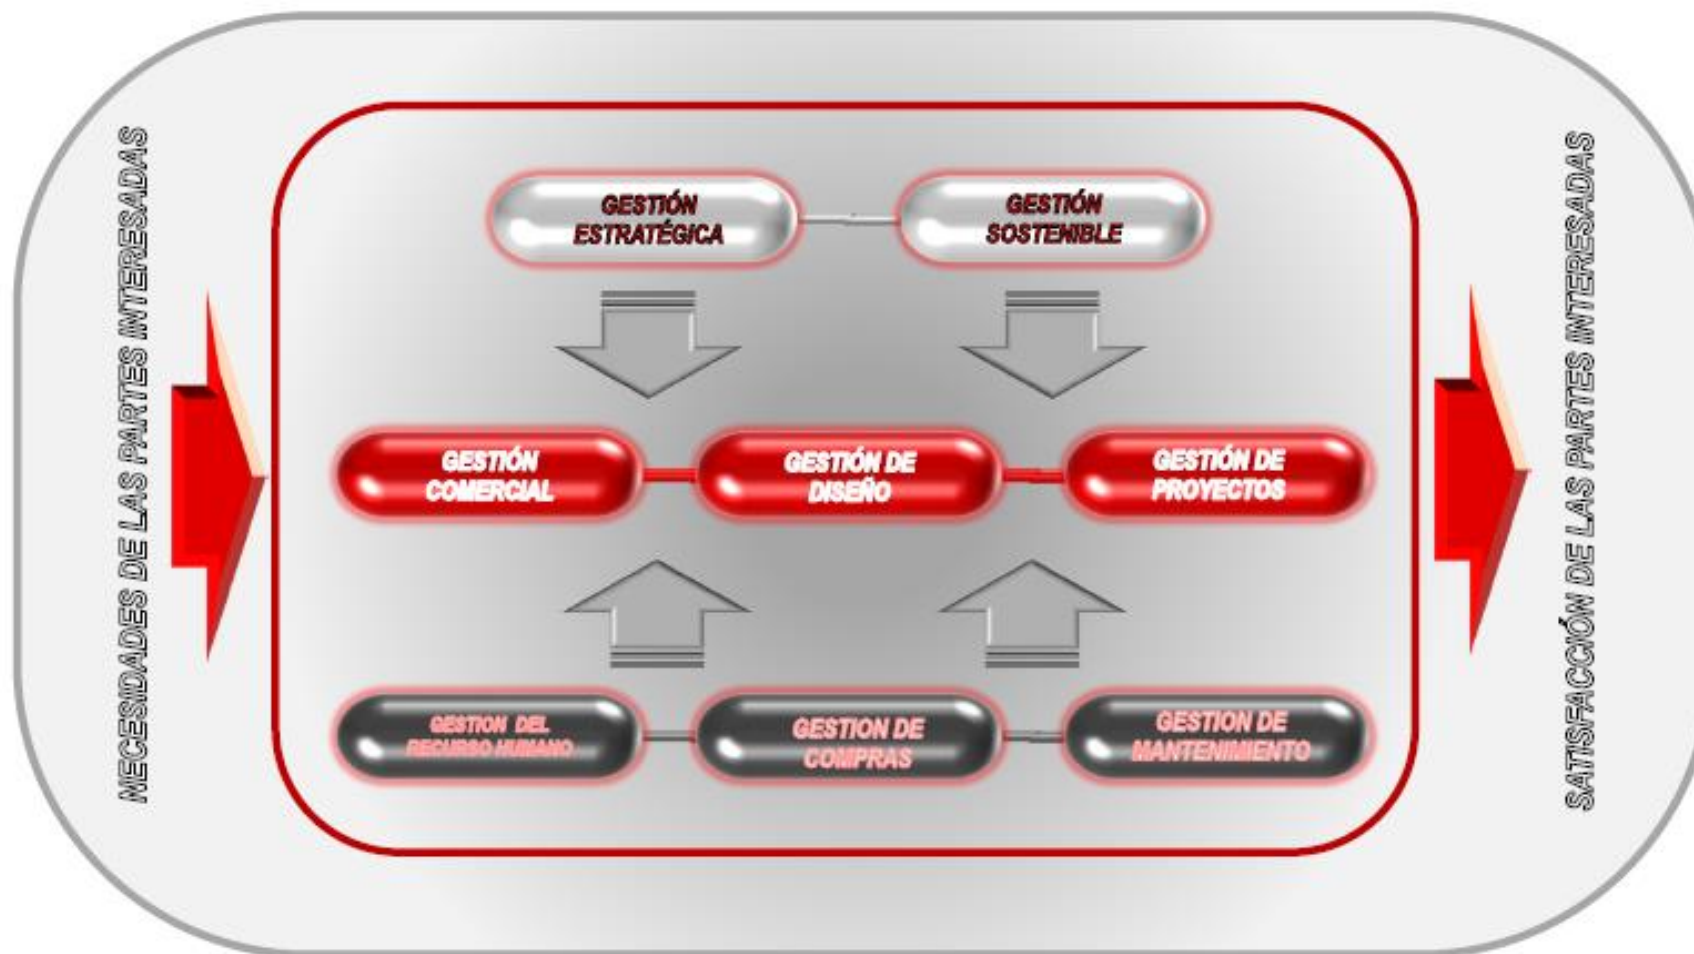 NECESIDADES DE LAS PARTES INTERESADAS
GESTIÓN
ESTRATÉGICA
GESTIÓN
SOSTENIBLE
GESTIÓN
COMERCIAL
GESTIÓN DE
DISEÑO
GESTIÓN DE
PROYECTOS
GESTION DEL
RECURSO HUMANO
GESTION DE
COMPRAS
GESTION DE
MANTENIMIENTO
SATISFACCIÓN DE LAS PARTES INTERESADAS